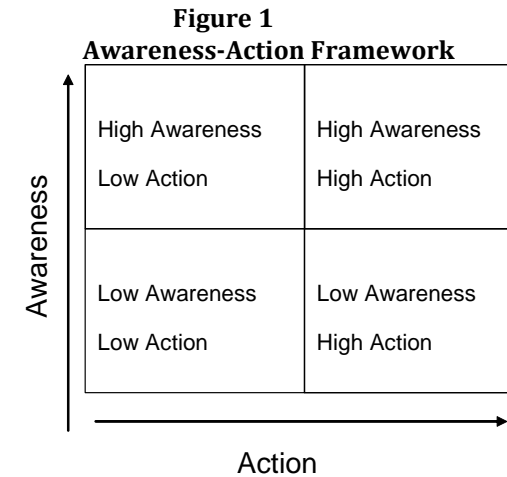 Figure 1
Awareness-Action Framework
High Awareness
Low Action
High Awareness
High Action
Low Awareness
Low Action
Low Awareness
High Action
Awareness
Action